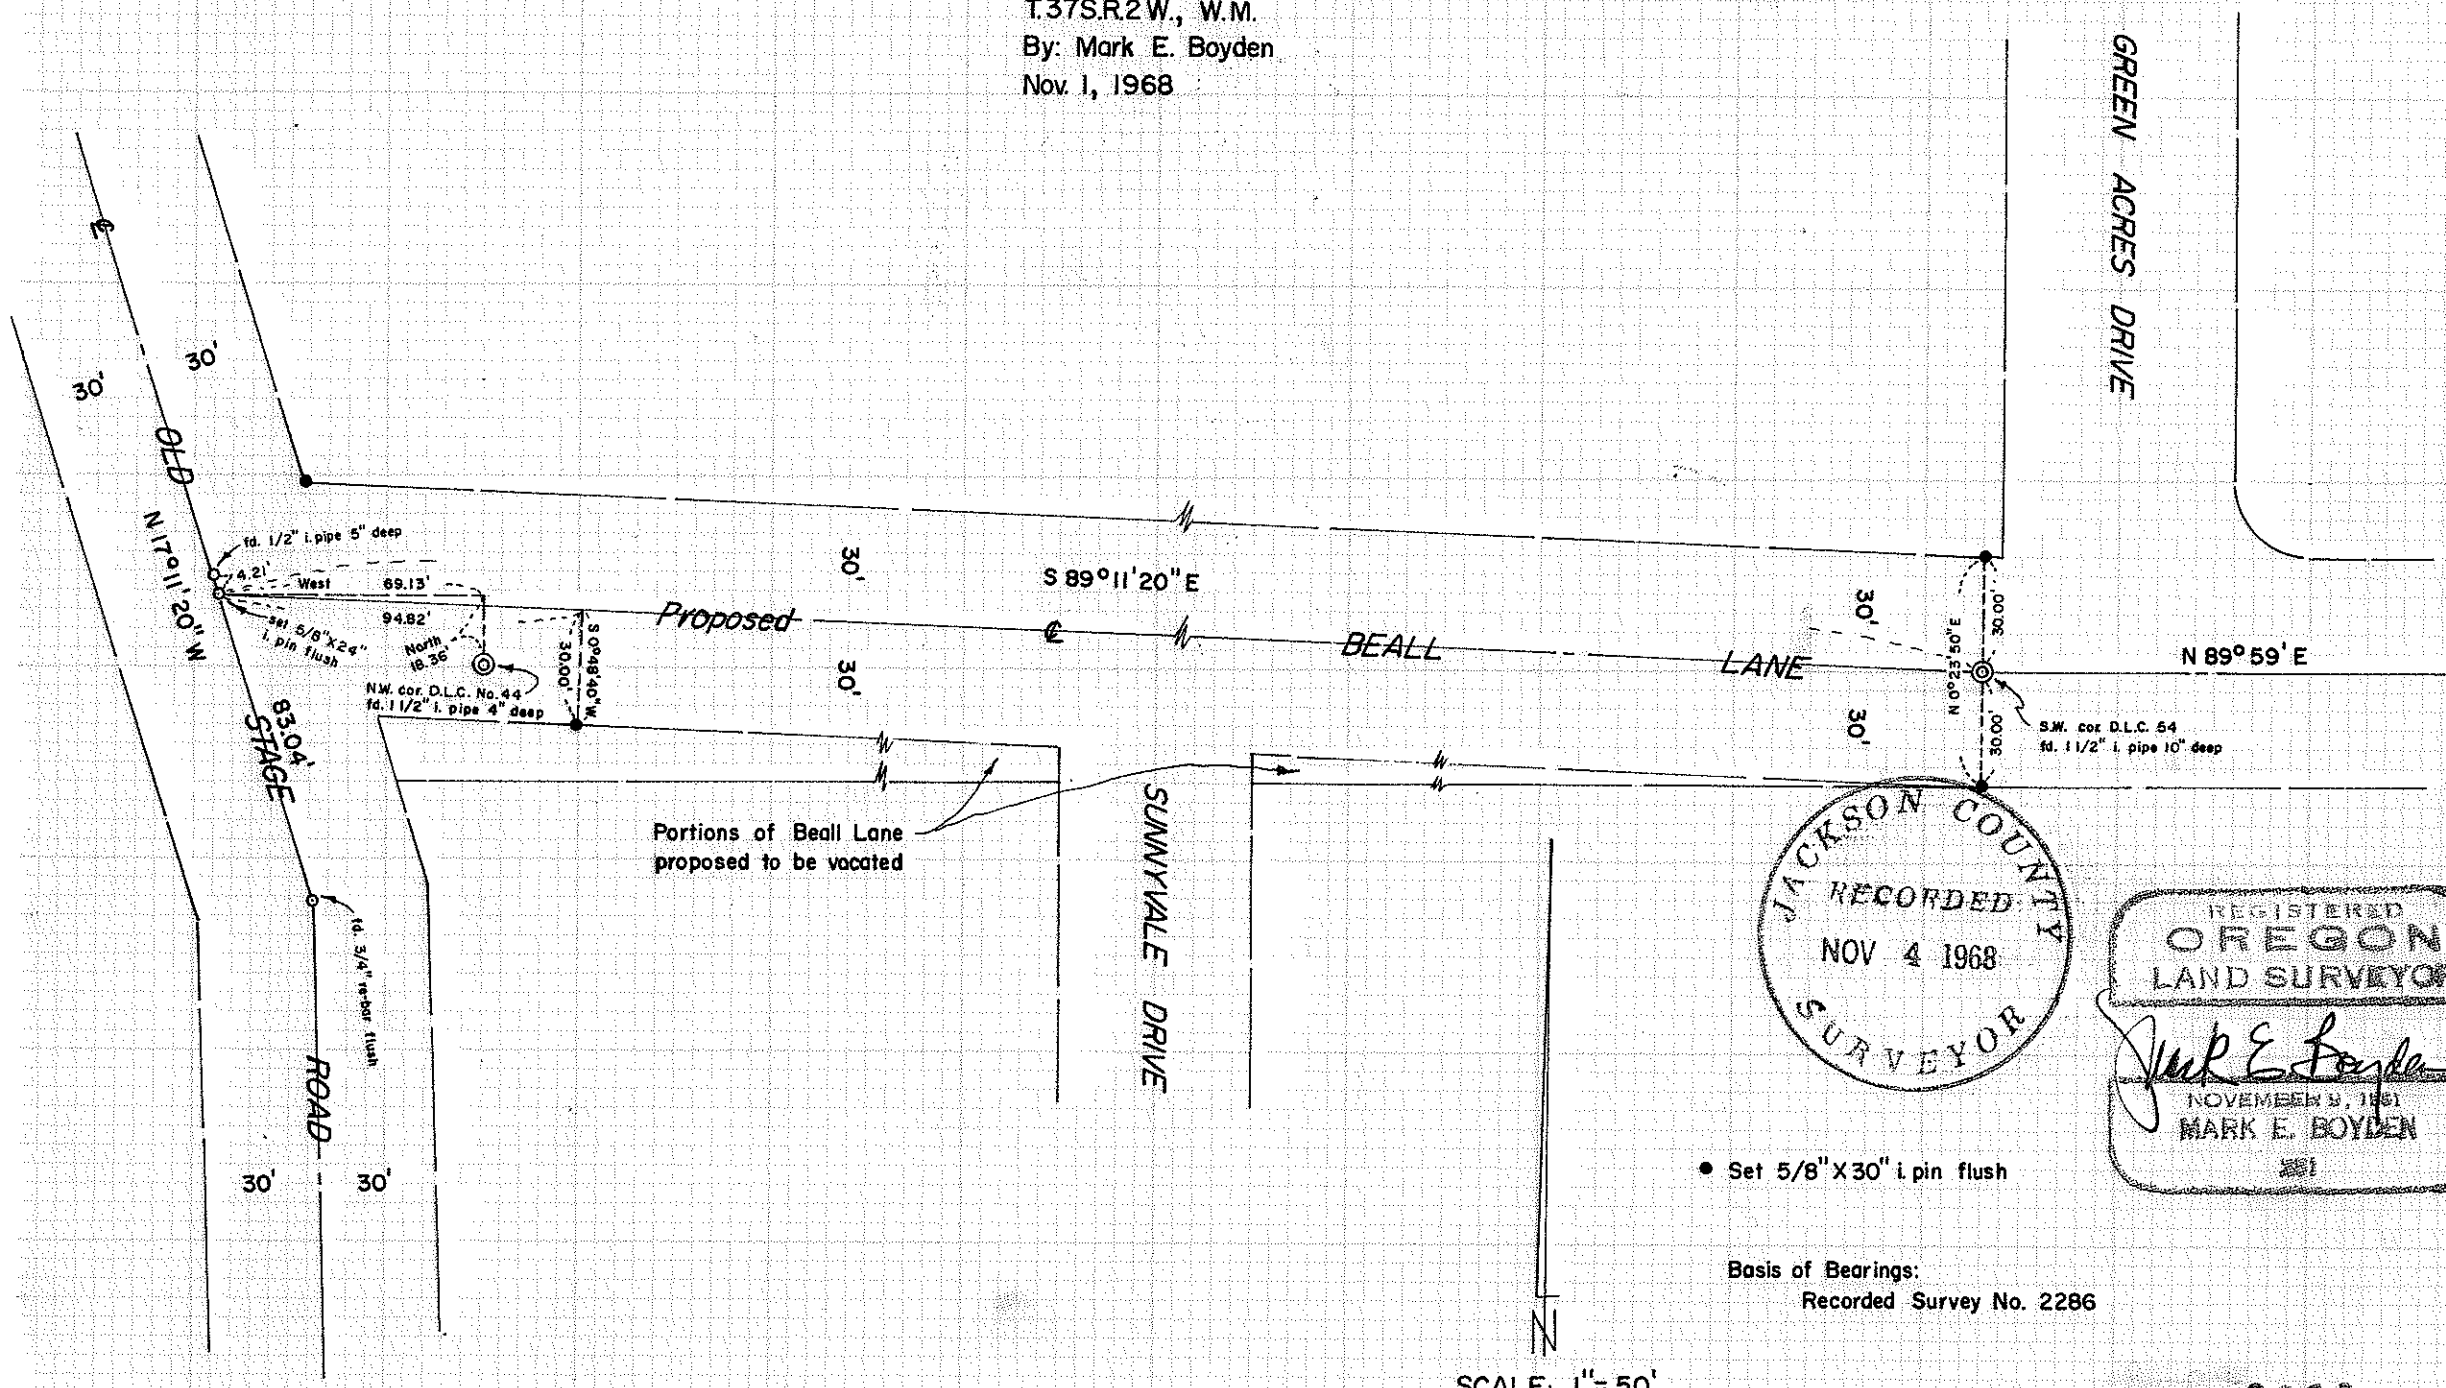 T.37S.R.2W., W.M.
By: Mark E. Boyden
Nov. 1, 1968
GREEN ACRES DRIVE
℄
30'
30'
OLD
N 17°11'20" W
fd. 1/2" i. pipe 5" deep
4.21'
West 69.13'
94.82'
set 5/8"X24"
i. pin flush
North
18.36'
N.W. cor. D.L.C. No. 44
fd. 1 1/2" i. pipe 4" deep
S 0°48'40" W
30.00'
83.04'
STAGE
fd. 3/4" re-bar flush
ROAD
30'
30'
30'
30'
S 89°11'20" E
Proposed
℄
BEALL
LANE
30'
30'
N 0°23'50" E
30.00'
30.00'
N 89°59' E
S.W. cor. D.L.C. 54
fd. 1 1/2" i. pipe 10" deep
Portions of Beall Lane
proposed to be vacated
SUNNYVALE DRIVE
JACKSON COUNTY
RECORDED
NOV 4 1968
SURVEYOR
REGISTERED
OREGON
LAND SURVEYOR
Mark E Boyden
MARK E. BOYDEN
Set 5/8"X30" i. pin flush
Basis of Bearings:
Recorded Survey No. 2286
N
SCALE: 1"=50'